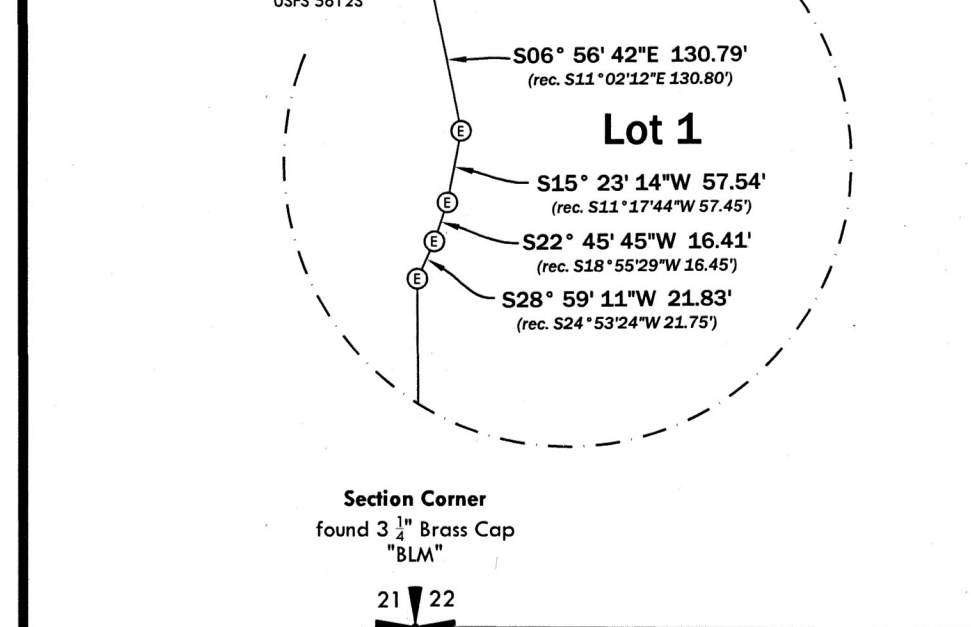 USFS 5812S
S06° 56' 42"E 130.79'
(rec. S11°02'12"E 130.80')
Lot 1
E
S15° 23' 14"W 57.54'
(rec. S11°17'44"W 57.45')
E
S22° 45' 45"W 16.41'
E
(rec. S18°55'29"W 16.45')
E
S28° 59' 11"W 21.83'
(rec. S24°53'24"W 21.75')
Section Corner
found 3 1/4" Brass Cap
"BLM"
21 22